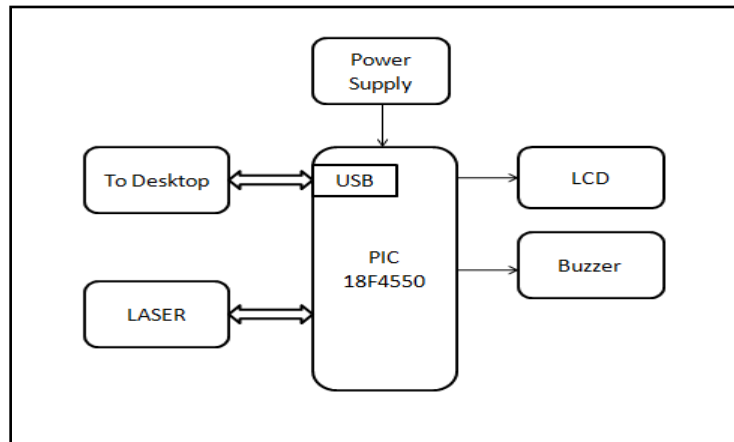 Power
Supply
To Desktop
USB
LCD
PIC
18F4550
Buzzer
LASER